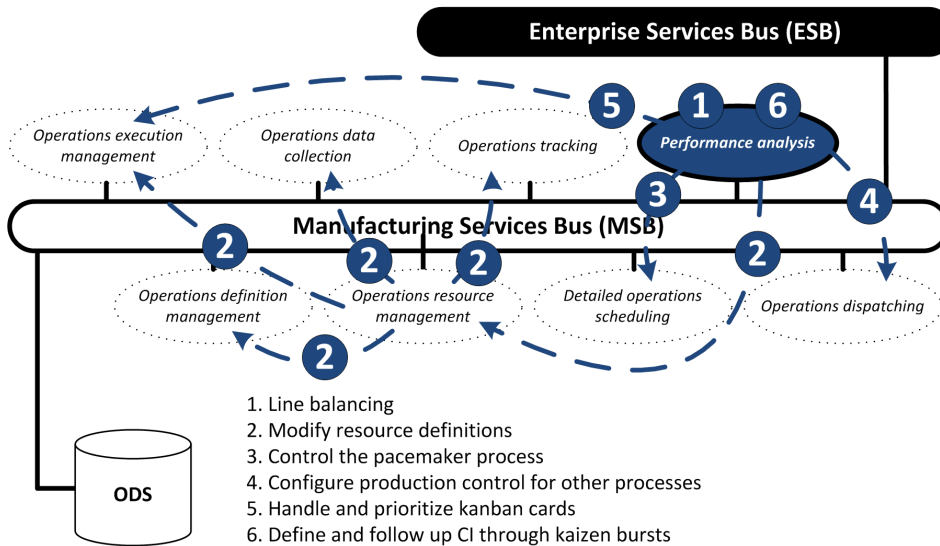 Enterprise Services Bus (ESB)
5
1
6
Operations execution
management
Operations data
collection
Operations tracking
Performance analysis
3
4
Manufacturing Services Bus (MSB)
2
2
2
2
Operations definition
management
Operations resource
management
Detailed operations
scheduling
Operations dispatching
2
1. Line balancing
2. Modify resource definitions
3. Control the pacemaker process
4. Configure production control for other processes
5. Handle and prioritize kanban cards
6. Define and follow up CI through kaizen bursts
ODS